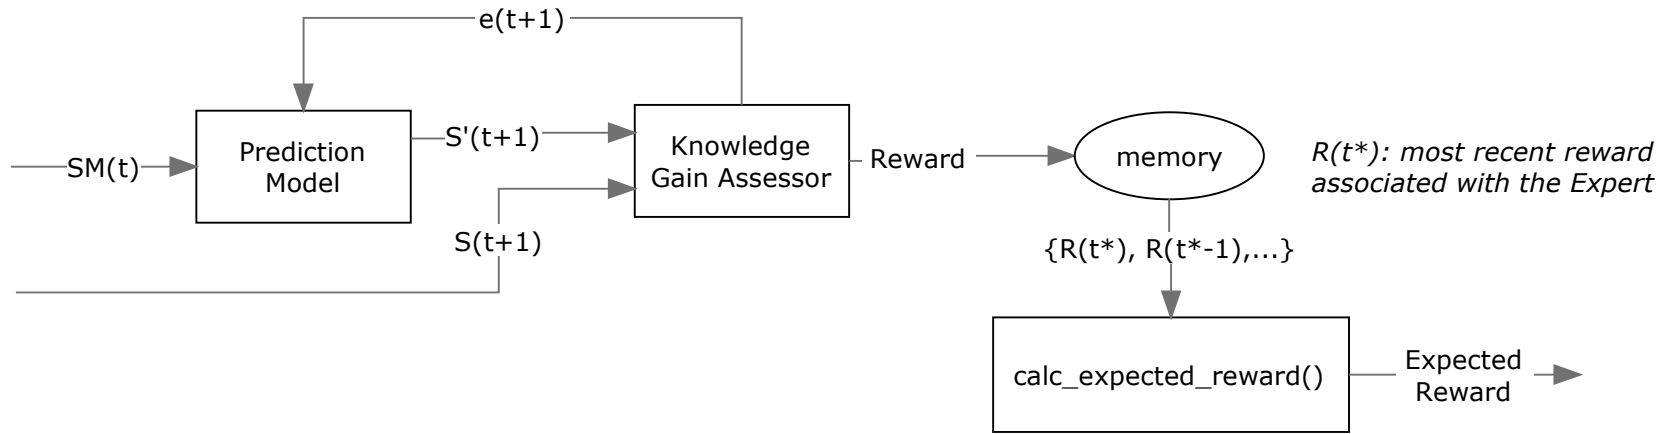 e(t+1)
Prediction
Model
SM(t)
S'(t+1)
S(t+1)
Knowledge
Gain Assessor
Reward
memory
R(t*): most recent reward
associated with the Expert
{R(t*), R(t*-1),...}
calc_expected_reward()
Expected
Reward